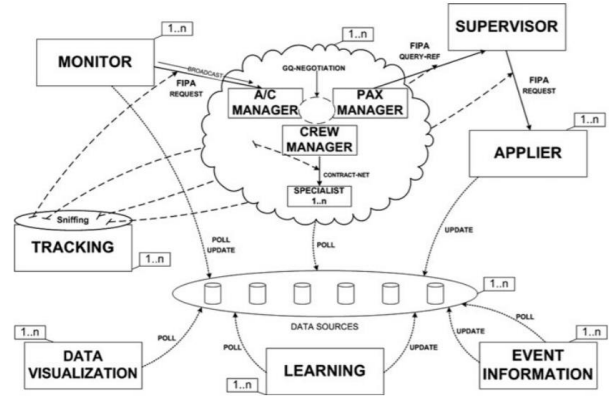 1..n
SUPERVISOR
1..n
MONITOR
BROADCAST
FIPA
REQUEST
GQ-NEGOTIATION
FIPA
QUERY-REF
A/C
MANAGER
PAX
MANAGER
FIPA
REQUEST
CREW
MANAGER
1..n
APPLIER
CONTRACT-NET
SPECIALIST
1..n
Sniffing
TRACKING
1..n
POLL
UPDATE
POLL
UPDATE
1..n
DATA SOURCES
1..n
DATA
VISUALIZATION
POLL
POLL
1..n
LEARNING
UPDATE
UPDATE
POLL
1..n
EVENT
INFORMATION